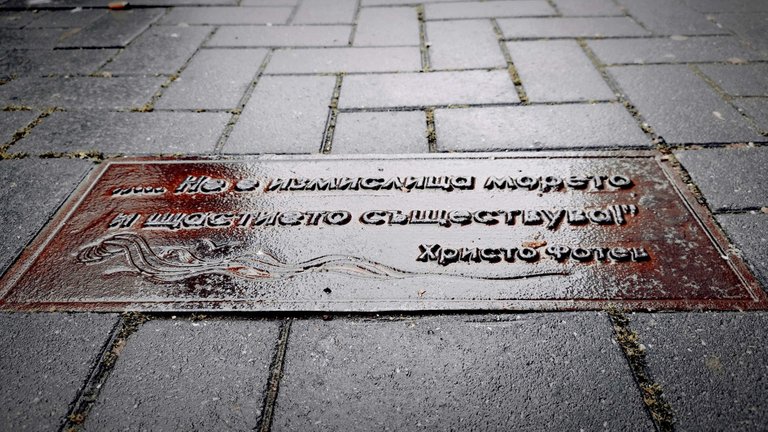 „... Не е измислица морето
и щастието съществува!“
Христо Фотев